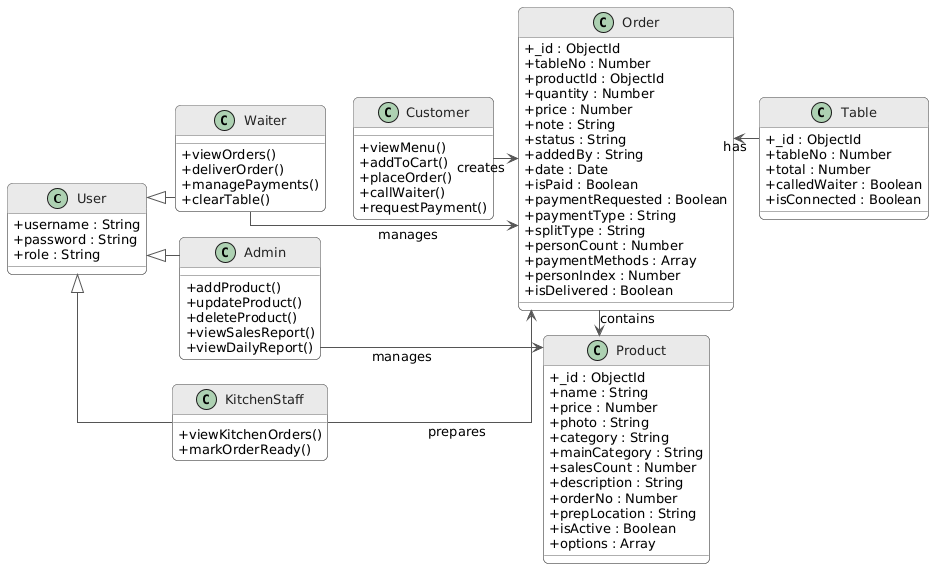 C User
+username : String
+password : String
+role : String
C Waiter
+viewOrders()
+deliverOrder()
+managePayments()
+clearTable()
C Admin
+addProduct()
+updateProduct()
+deleteProduct()
+viewSalesReport()
+viewDailyReport()
C KitchenStaff
+viewKitchenOrders()
+markOrderReady()
C Customer
+viewMenu()
+addToCart()
+placeOrder()
+callWaiter()
+requestPayment()
creates
manages
manages
prepares
C Order
+_id : ObjectId
+tableNo : Number
+productId : ObjectId
+quantity : Number
+price : Number
+note : String
+status : String
+addedBy : String
+date : Date
+isPaid : Boolean
+paymentRequested : Boolean
+paymentType : String
+splitType : String
+personCount : Number
+paymentMethods : Array
+personIndex : Number
+isDelivered : Boolean
contains
C Product
+_id : ObjectId
+name : String
+price : Number
+photo : String
+category : String
+mainCategory : String
+salesCount : Number
+description : String
+orderNo : Number
+prepLocation : String
+isActive : Boolean
+options : Array
has
C Table
+_id : ObjectId
+tableNo : Number
+total : Number
+calledWaiter : Boolean
+isConnected : Boolean